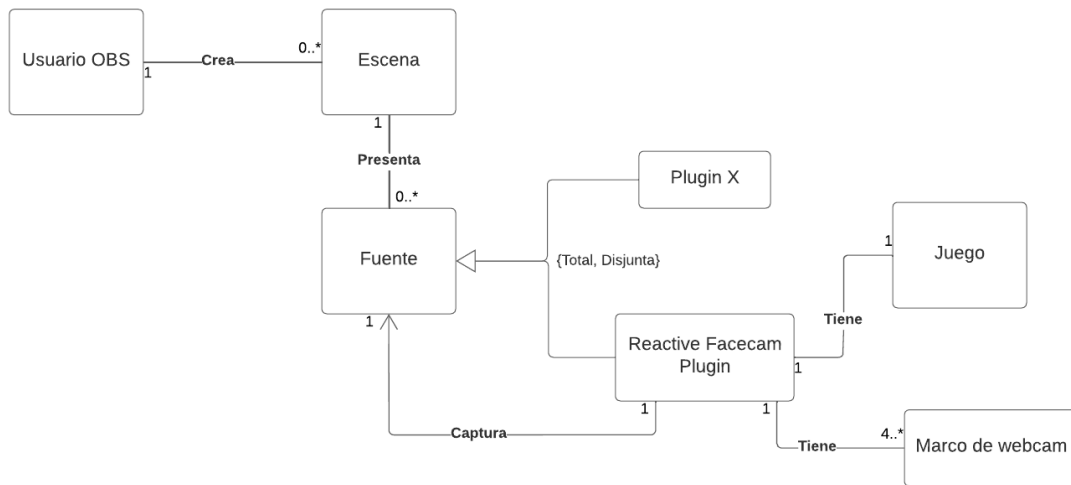 Usuario OBS
1
Crea
0..*
Escena
1
Presenta
0..*
Fuente
{Total, Disjunta}
Plugin X
Reactive Facecam
Plugin
1
Tiene
1
Juego
1
Captura
1
1
Tiene
4..*
Marco de webcam